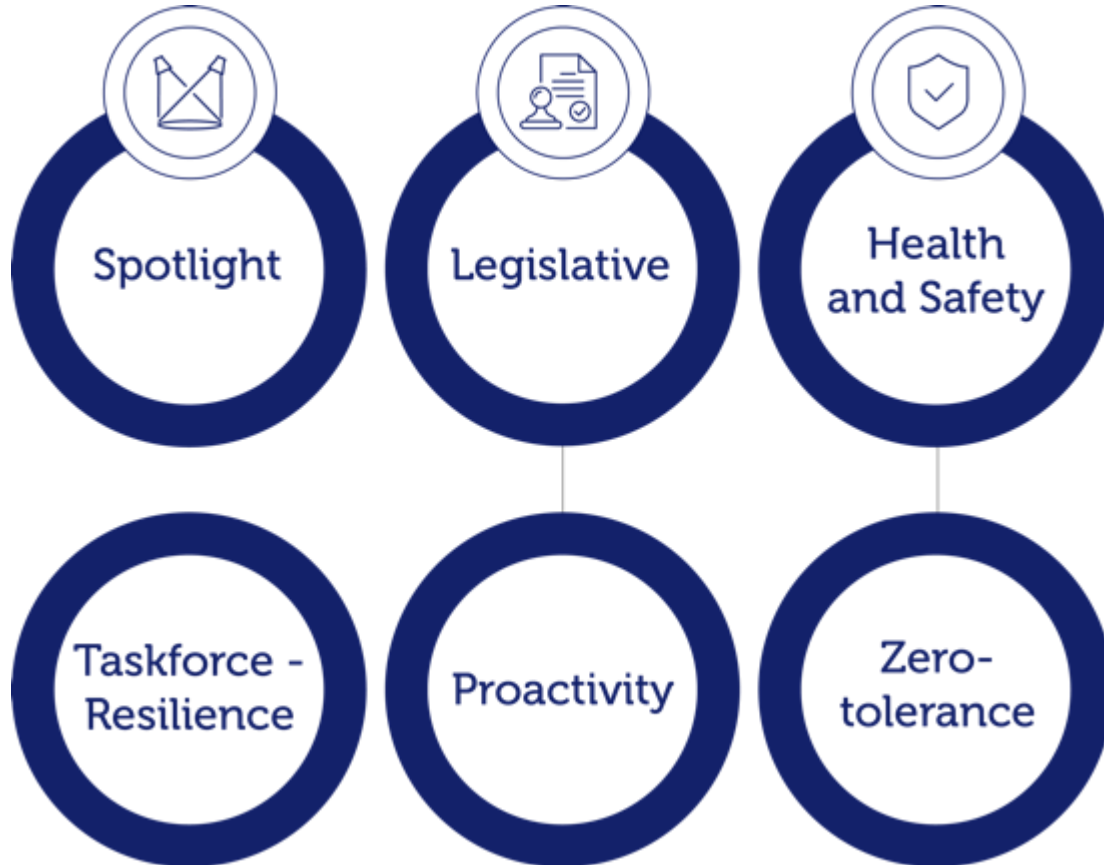 Spotlight
Legislative
Health
and Safety
Taskforce -
Resilience
Proactivity
Zero-
tolerance